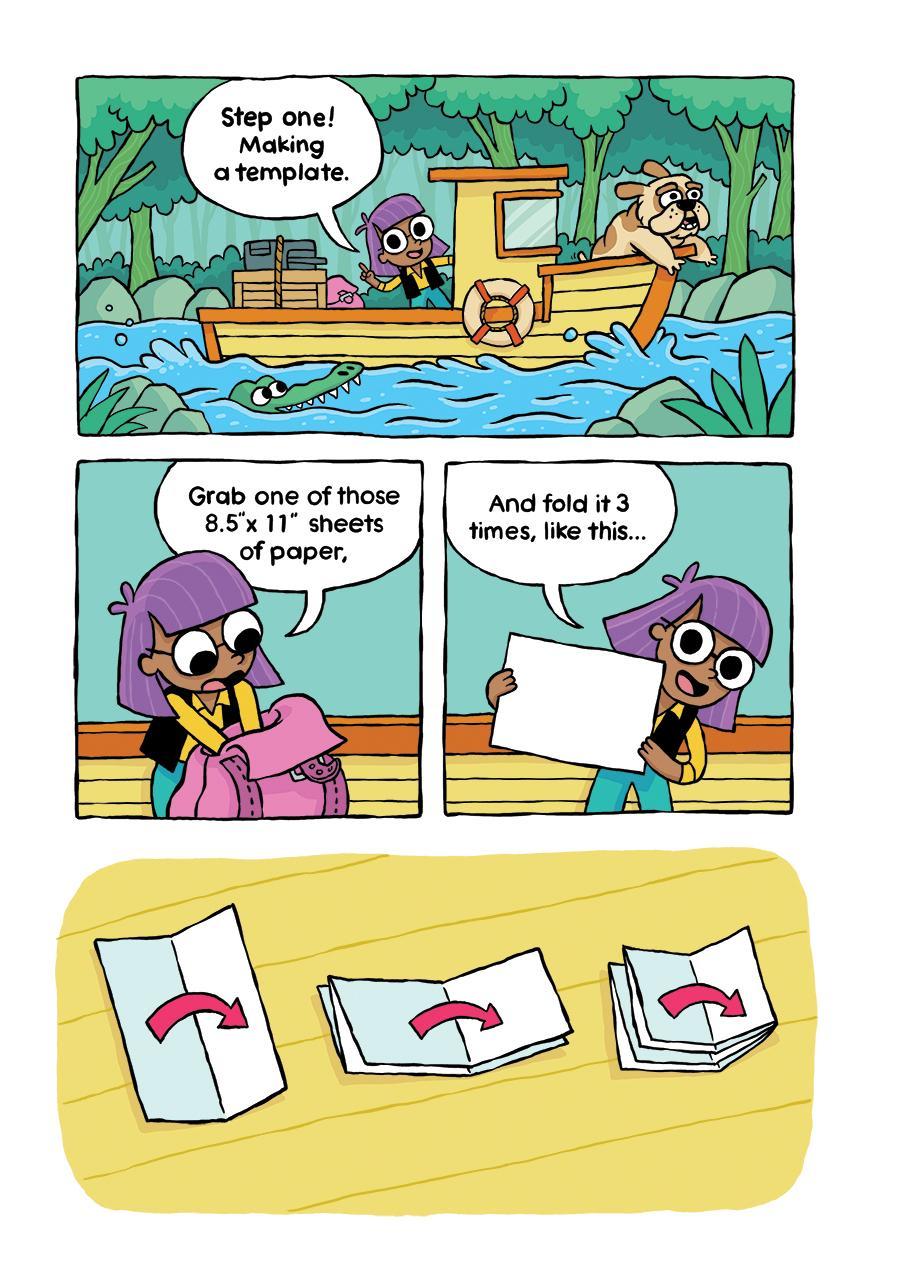 Step one!
Making
a template.
Grab one of those
8.5"x 11" sheets
of paper,
And fold it 3
times, like this...